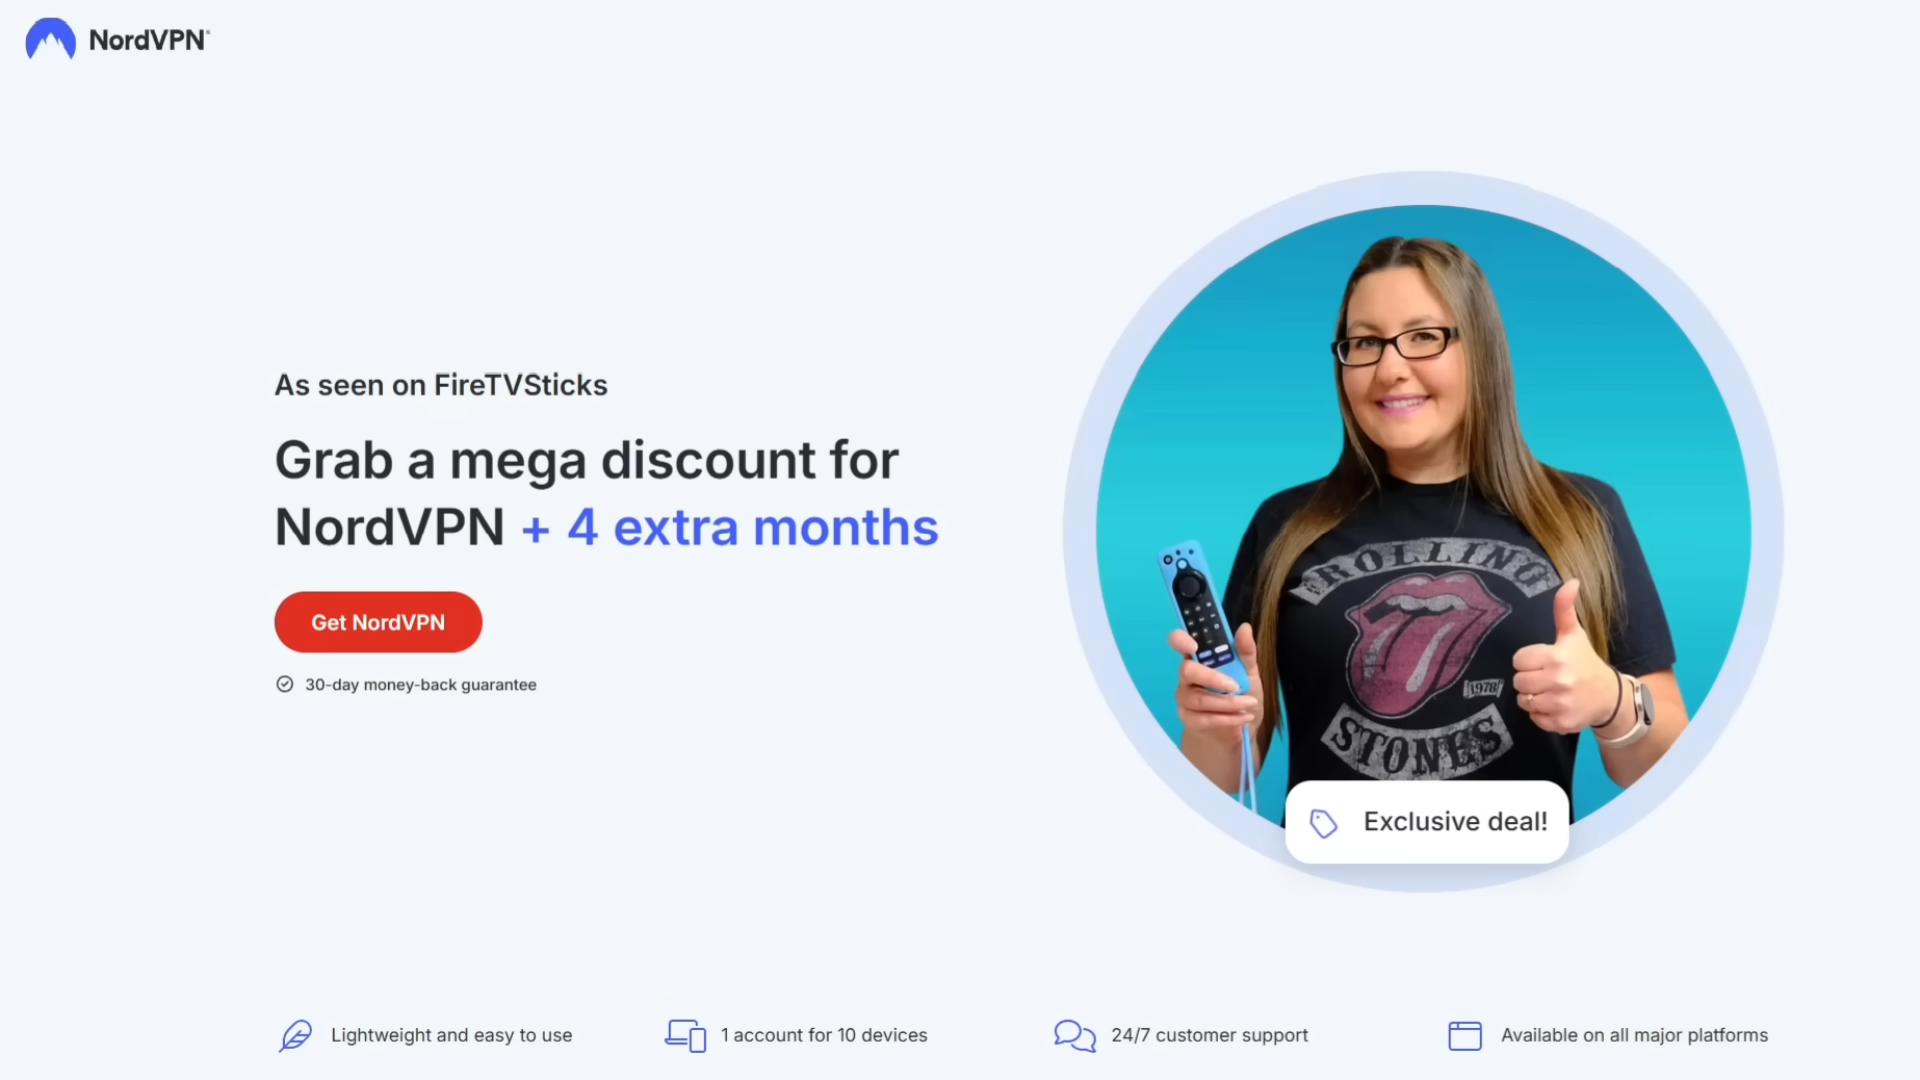 NordVPN®
As seen on FireTVSticks
Grab a mega discount for
NordVPN + 4 extra months
Get NordVPN
30-day money-back guarantee
ROLLING
1978
STONES
Exclusive deal!
Lightweight and easy to use
1 account for 10 devices
24/7 customer support
Available on all major platforms